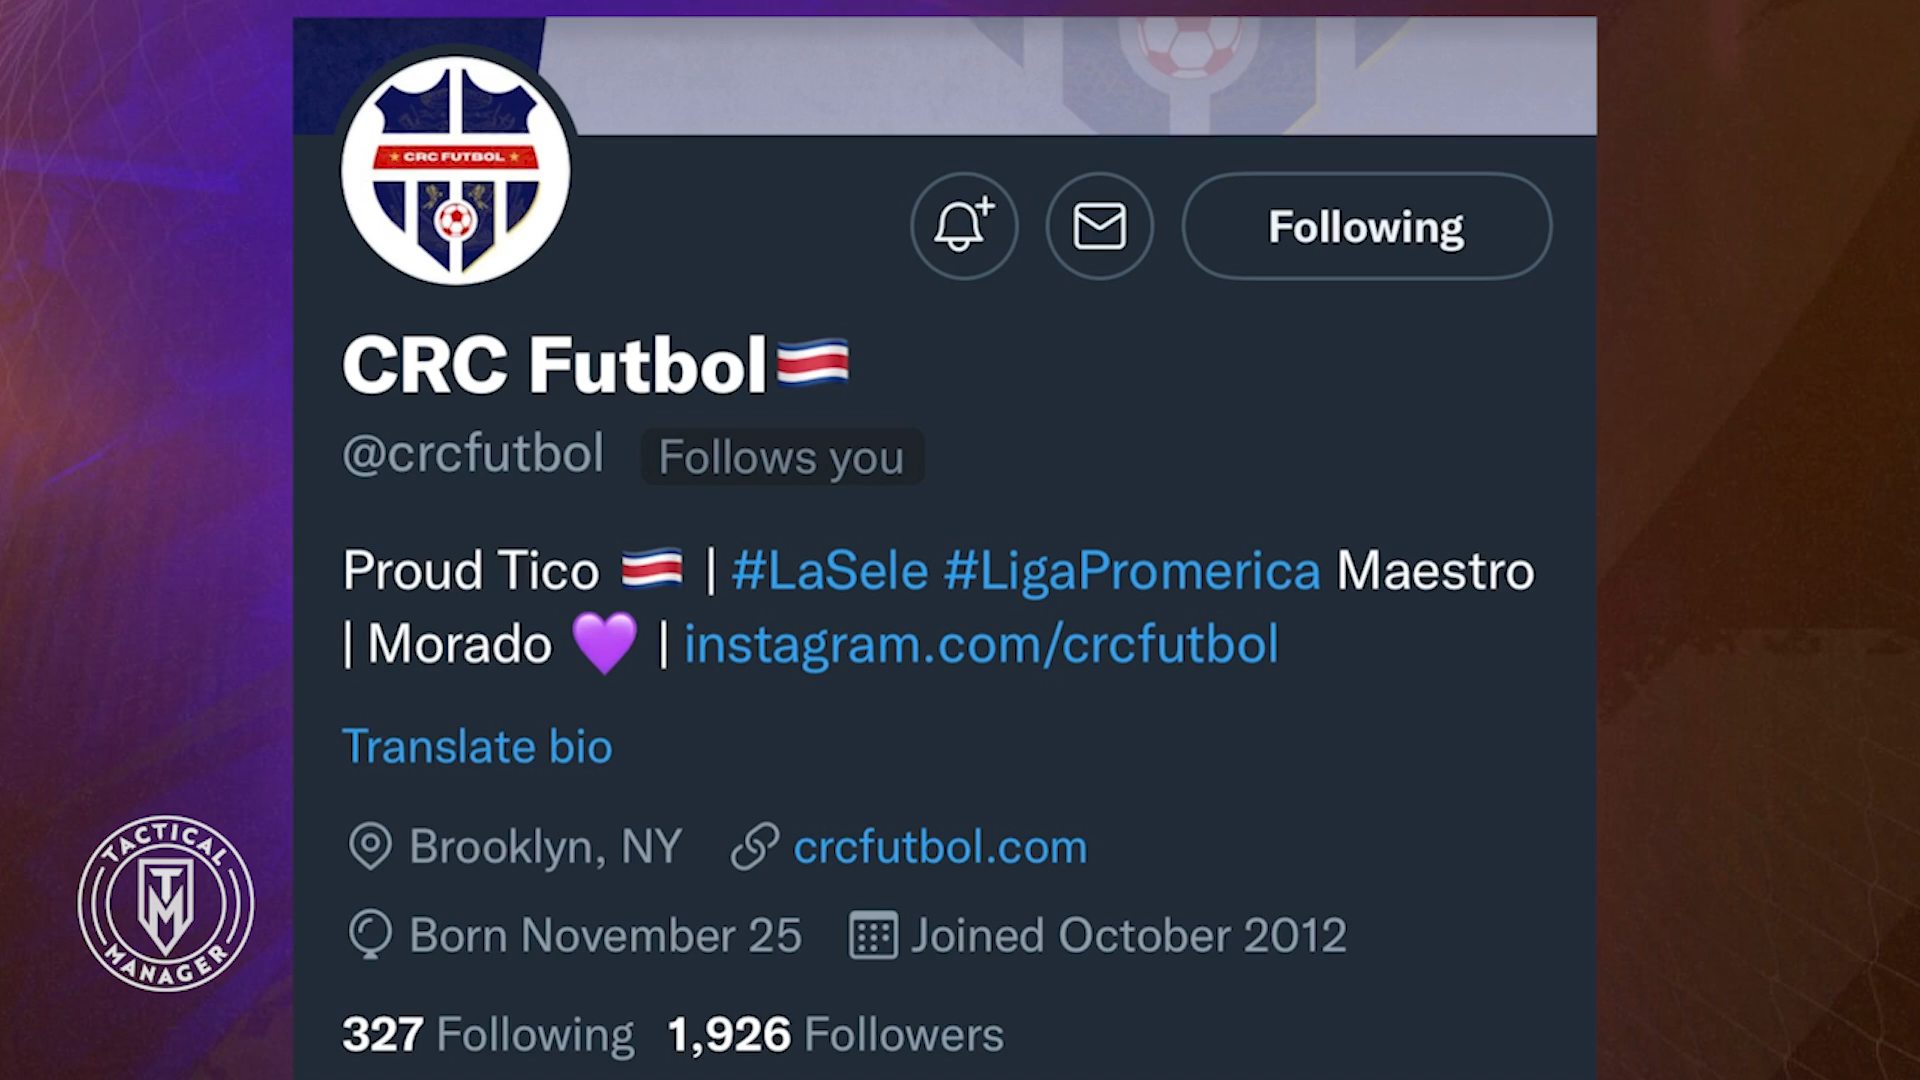 ★ CRC FUTBOL ★
Following
CRC Futbol🇨🇷
@crcfutbol Follows you
Proud Tico 🇨🇷 | #LaSele #LigaPromerica Maestro
| Morado 💜 | instagram.com/crcfutbol
Translate bio
Brooklyn, NY crcfutbol.com
Born November 25 Joined October 2012
327 Following 1,926 Followers
TACTICAL
TM
MANAGER